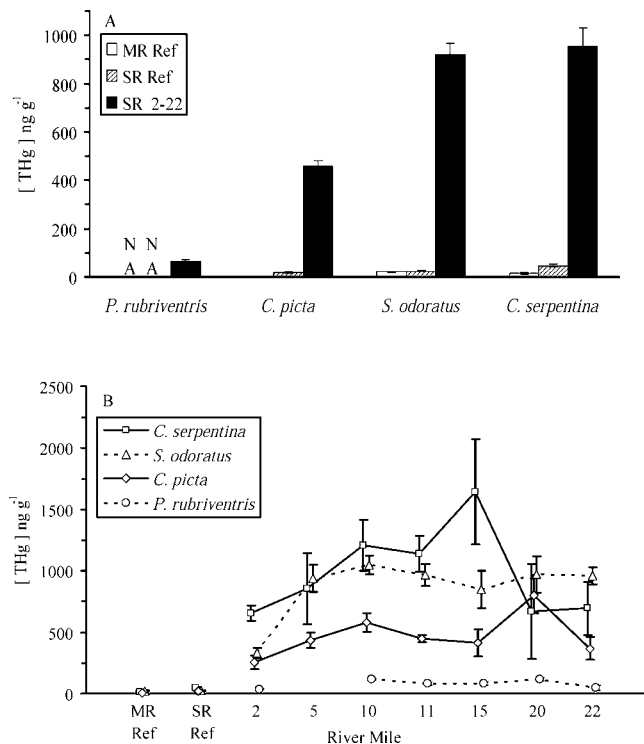 A
MR Ref
SR Ref
SR 2-22
[ THg ] ng g-1
1000
800
600
400
200
0
N N
A A
P. rubriventris C. picta S. odoratus C. serpentina
B
C. serpentina
S. odoratus
C. picta
P. rubriventris
[ THg ] ng g-1
2500
2000
1500
1000
500
0
MR Ref SR Ref 2 5 10 11 15 20 22
River Mile